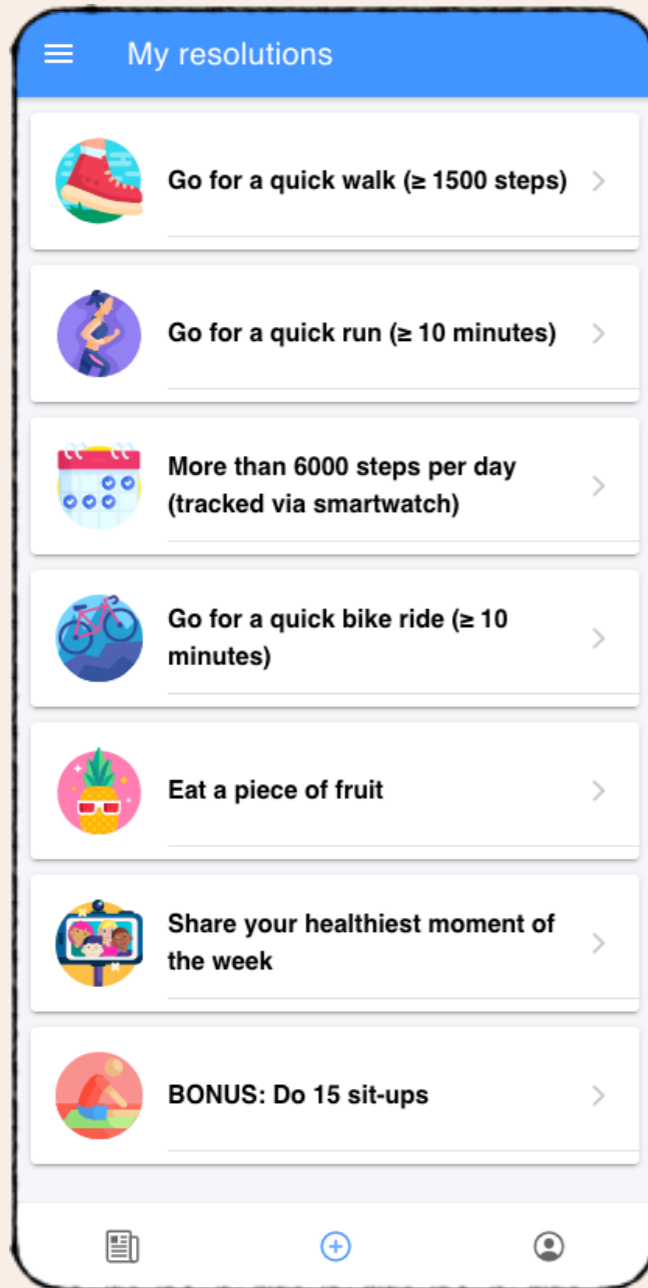 My resolutions
Go for a quick walk (≥ 1500 steps)
Go for a quick run (≥ 10 minutes)
More than 6000 steps per day
(tracked via smartwatch)
Go for a quick bike ride (≥ 10
minutes)
Eat a piece of fruit
Share your healthiest moment of
the week
BONUS: Do 15 sit-ups